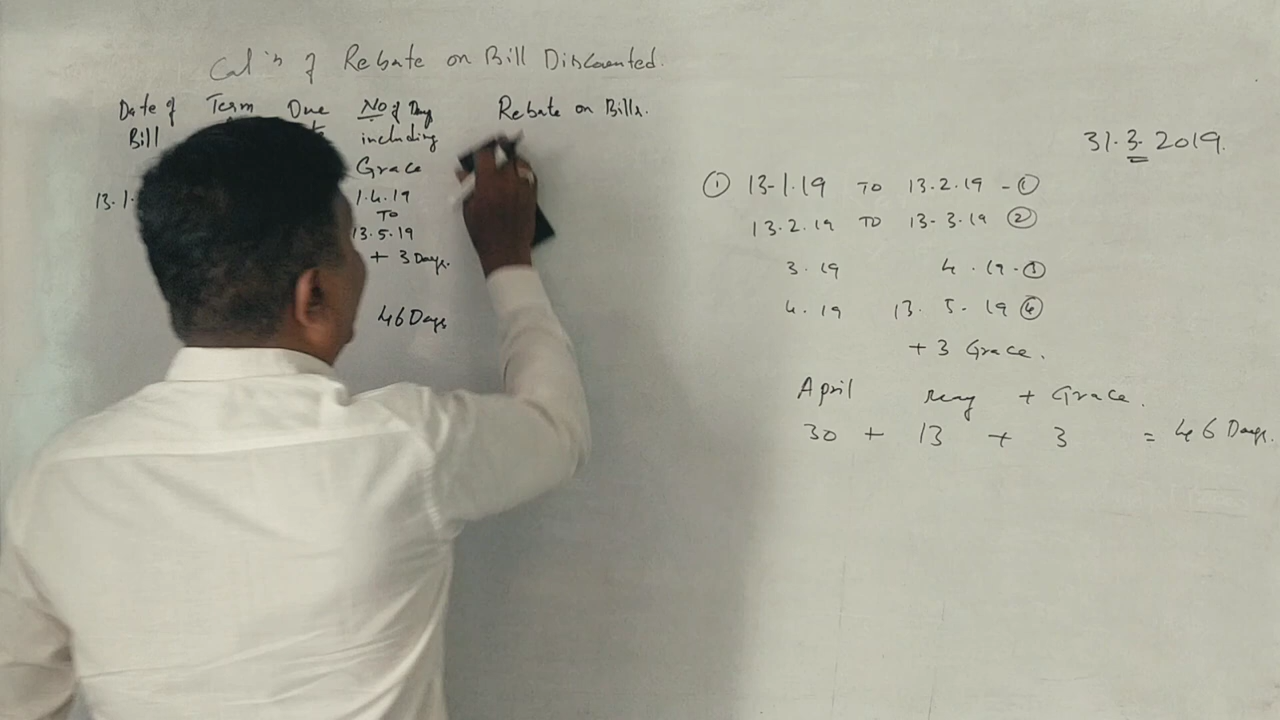 Cal'n of Rebate on Bill Discounted.
Date of Bill
Term
Due
No of Day including Grace
Rebate on Bills.
13.1.
1.4.19
TO
13.5.19
+ 3 Days.
46 Days
31.3.2019.
① 13-1.19 TO 13.2.19 - ①
13.2.19 TO 13-3.19 ②
3.19 4.19-
4.19 13.5-19 ④
+ 3 Grace.
April + Grace.
30 + 13 + 3 = 46 Days.